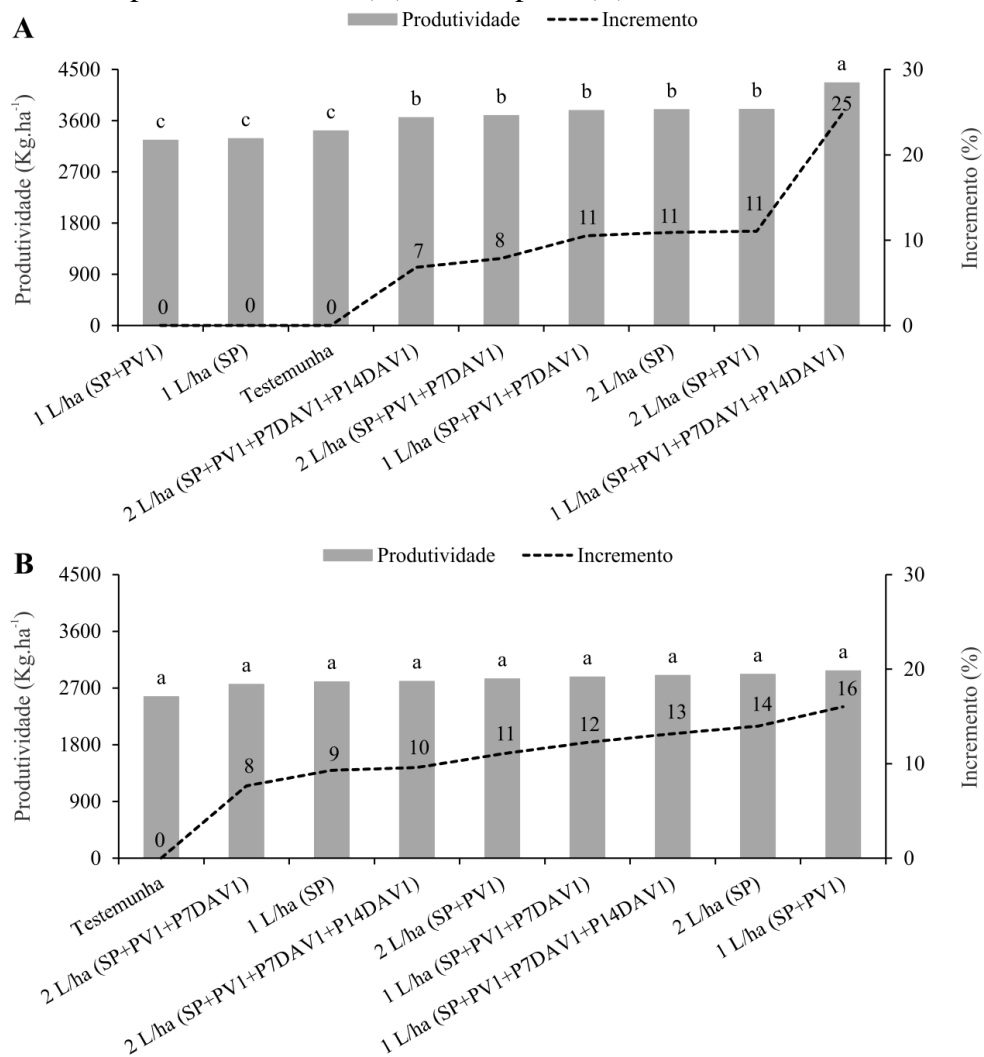 A
Produtividade Incremento
Produtividade (Kg.ha⁻¹)
4500
3600
2700
1800
900
0
c c c b b b b b a
0 0 0 7 8 11 11 11 25
30
20
10
0
Incremento (%)
1 L/ha (SP+PV1)
1 L/ha (SP)
Testemunha
2 L/ha (SP+PV1+P7DAV1+P14DAV1)
2 L/ha (SP+PV1+P7DAV1)
1 L/ha (SP+PV1+P7DAV1)
2 L/ha (SP)
2 L/ha (SP+PV1)
1 L/ha (SP+PV1+P7DAV1+P14DAV1)
B
Produtividade Incremento
Produtividade (Kg.ha⁻¹)
4500
3600
2700
1800
900
0
a a a a a a a a a
0 8 9 10 11 12 13 14 16
30
20
10
0
Incremento (%)
Testemunha
2 L/ha (SP+PV1+P7DAV1)
1 L/ha (SP)
2 L/ha (SP+PV1+P7DAV1+P14DAV1)
2 L/ha (SP+PV1)
1 L/ha (SP+PV1+P7DAV1)
1 L/ha (SP+PV1+P7DAV1+P14DAV1)
2 L/ha (SP)
1 L/ha (SP+PV1)